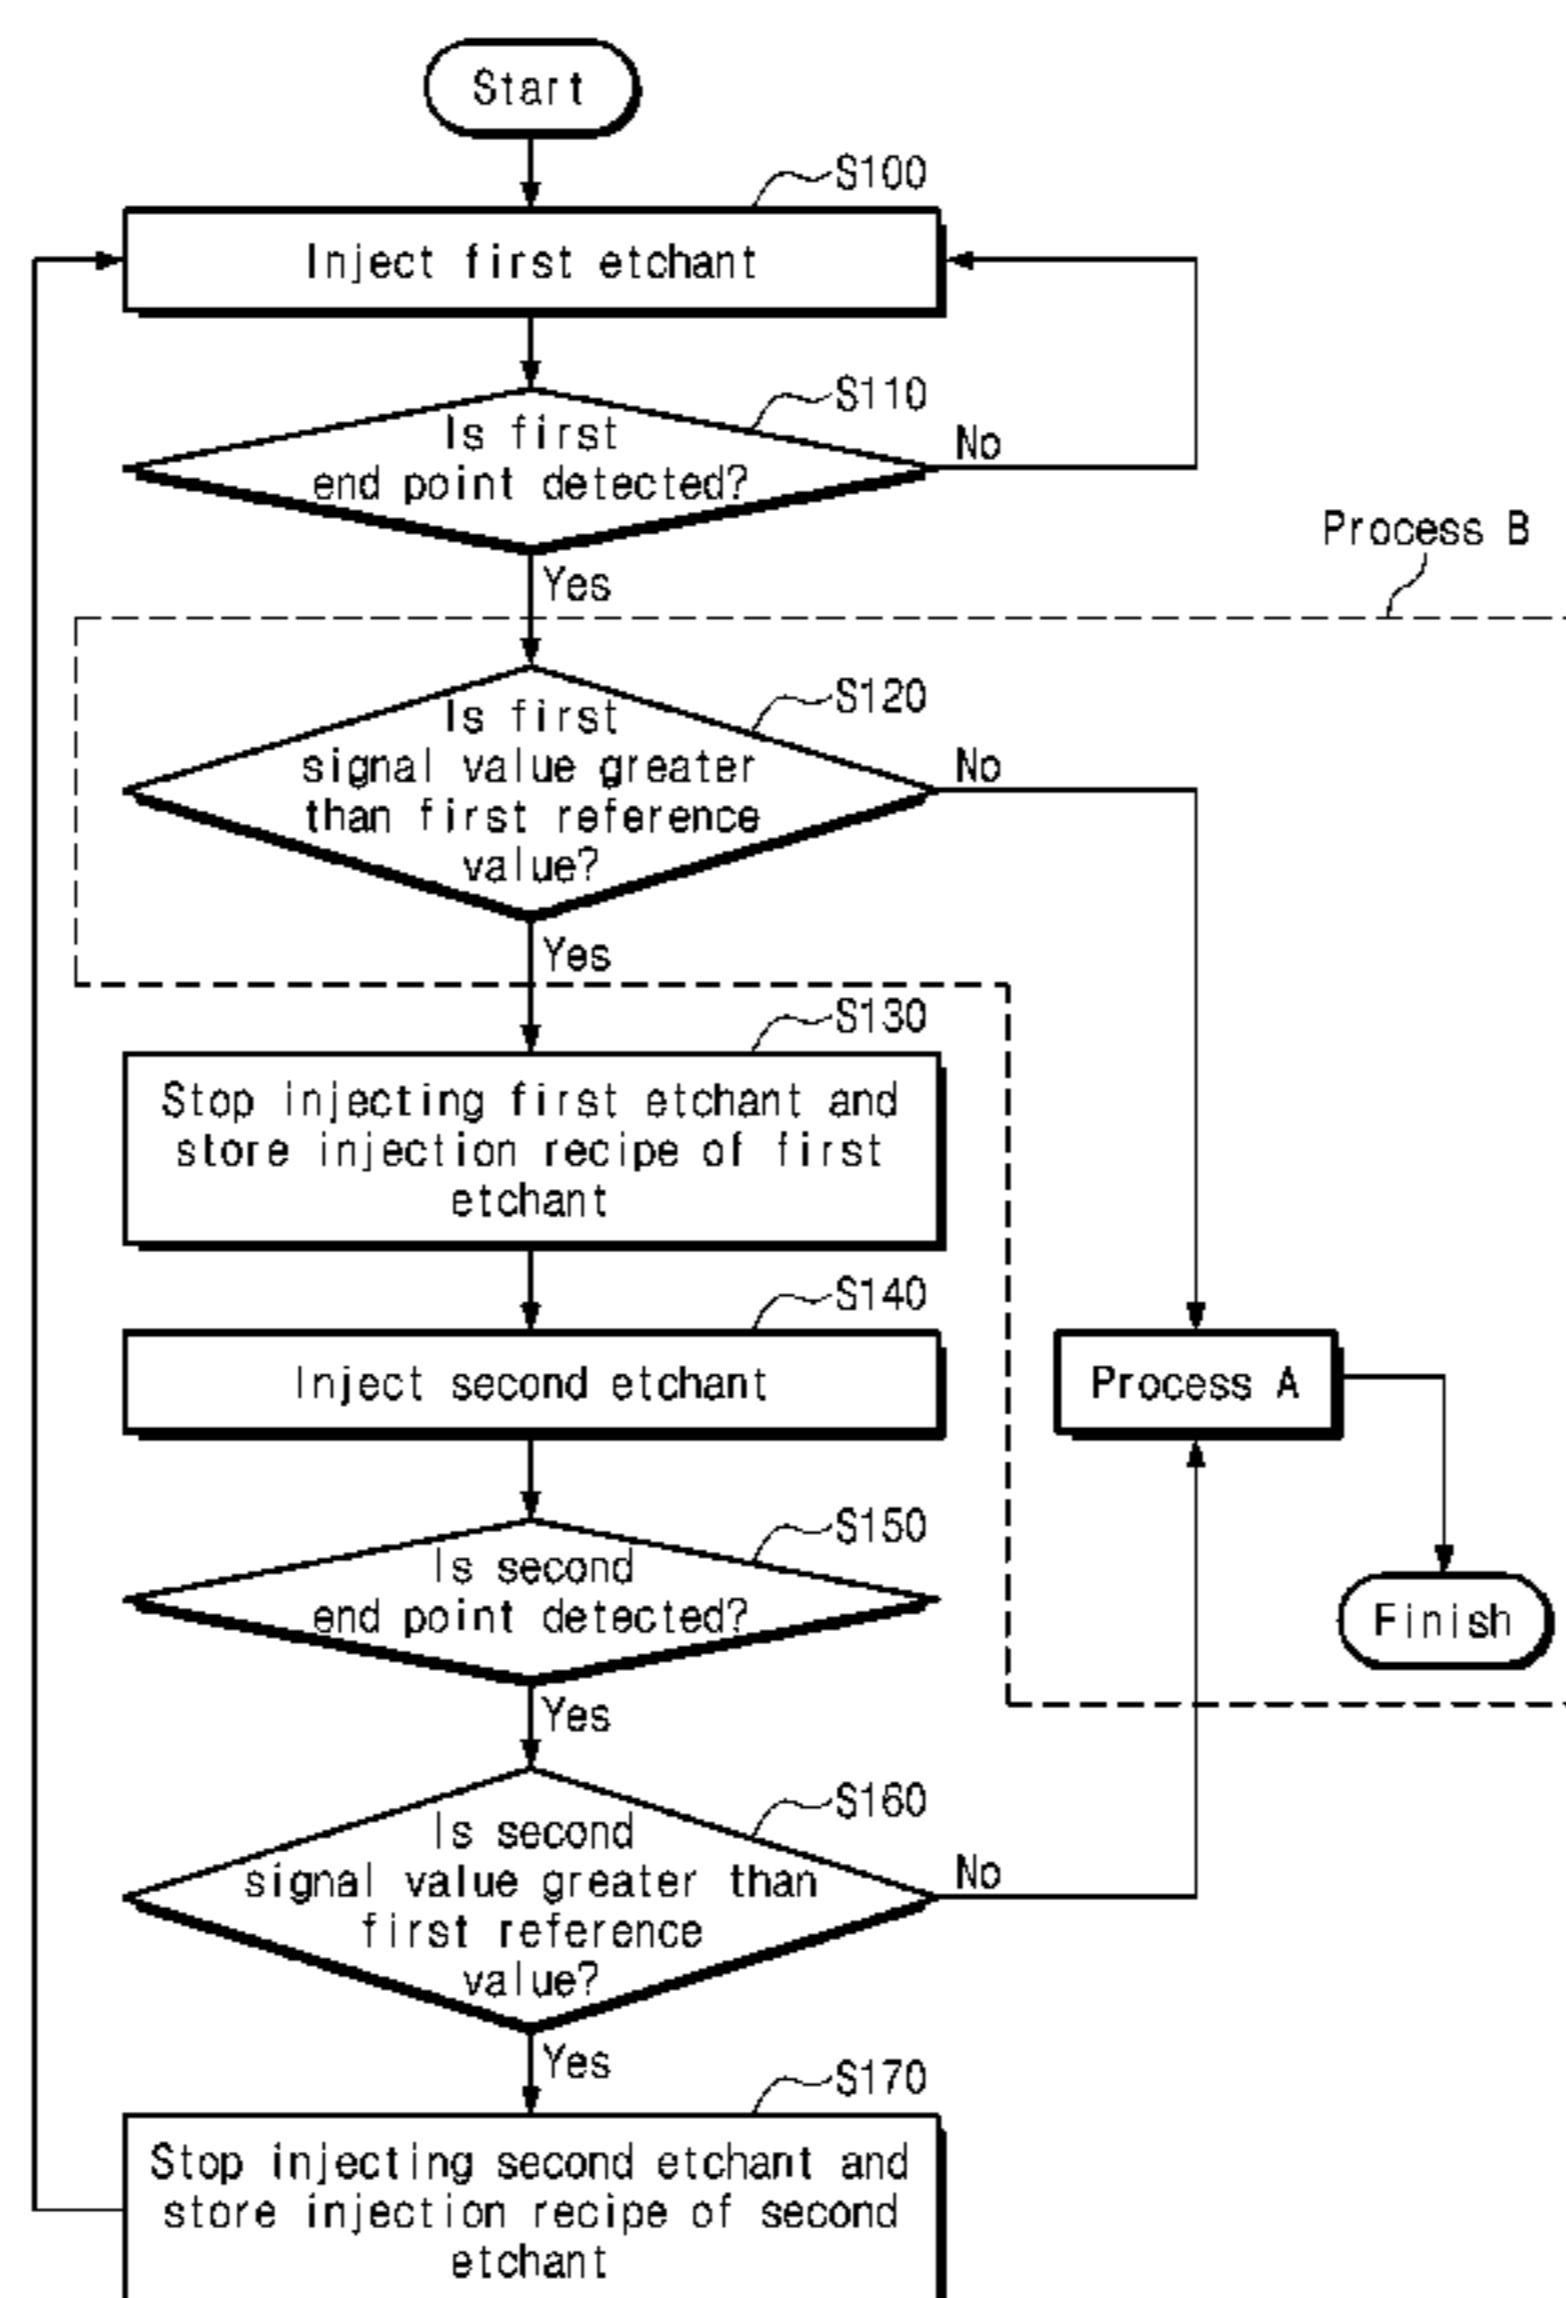 Start
S100
Inject first etchant
S110
Is first
end point detected?
No
Yes
Process B
S120
Is first
signal value greater
than first reference
value?
No
Yes
S130
Stop injecting first etchant and
store injection recipe of first
etchant
S140
Inject second etchant
Process A
S150
Is second
end point detected?
Finish
Yes
S160
Is second
signal value greater than
first reference
value?
No
Yes
S170
Stop injecting second etchant and
store injection recipe of second
etchant